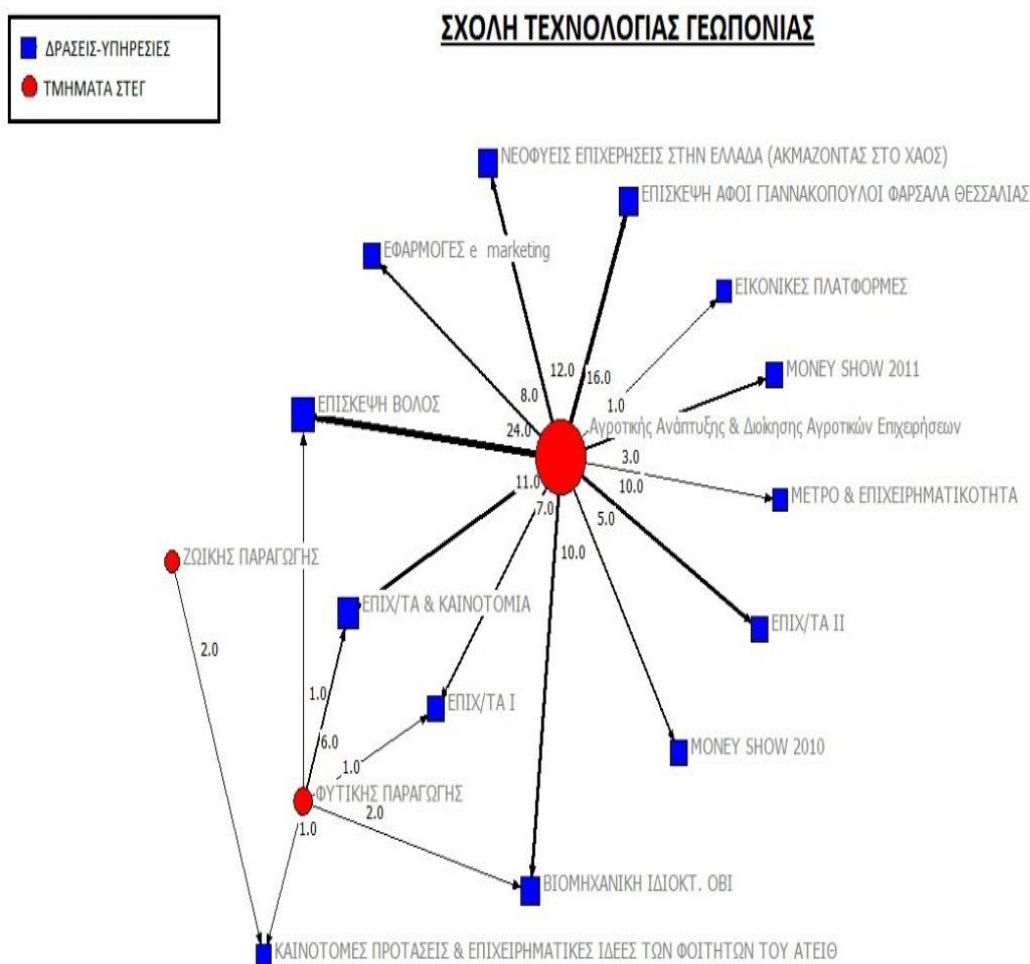 ΣΧΟΛΗ ΤΕΧΝΟΛΟΓΙΑΣ ΓΕΩΠΟΝΙΑΣ
ΔΡΑΣΕΙΣ-ΥΠΗΡΕΣΙΕΣ
ΤΜΗΜΑΤΑ ΣΤΕΓ
ΝΕΟΦΥΕΙΣ ΕΠΙΧΕΡΗΣΕΙΣ ΣΤΗΝ ΕΛΛΑΔΑ (ΑΚΜΑΖΟΝΤΑΣ ΣΤΟ ΧΑΟΣ)
ΕΠΙΣΚΕΨΗ ΑΦΟΙ ΓΙΑΝΝΑΚΟΠΟΥΛΟΙ ΦΑΡΣΑΛΑ ΘΕΣΣΑΛΙΑΣ
ΕΦΑΡΜΟΓΕΣ e marketing
ΕΙΚΟΝΙΚΕΣ ΠΛΑΤΦΟΡΜΕΣ
12.0
16.0
MONEY SHOW 2011
8.0
1.0
ΕΠΙΣΚΕΨΗ ΒΟΛΟΣ
24.0
Αγροτικής Ανάπτυξης & Διοίκησης Αγροτικών Επιχειρήσεων
3.0
11.0
10.0
ΜΕΤΡΟ & ΕΠΙΧΕΙΡΗΜΑΤΙΚΟΤΗΤΑ
7.0
5.0
10.0
ΖΩΙΚΗΣ ΠΑΡΑΓΩΓΗΣ
ΕΠΙΧ/ΤΑ & ΚΑΙΝΟΤΟΜΙΑ
ΕΠΙΧ/ΤΑ ΙΙ
2.0
1.0
ΕΠΙΧ/ΤΑ Ι
6.0
MONEY SHOW 2010
1.0
ΦΥΤΙΚΗΣ ΠΑΡΑΓΩΓΗΣ
2.0
1.0
ΒΙΟΜΗΧΑΝΙΚΗ ΙΔΙΟΚΤ. ΟΒΙ
ΚΑΙΝΟΤΟΜΕΣ ΠΡΟΤΑΣΕΙΣ & ΕΠΙΧΕΙΡΗΜΑΤΙΚΕΣ ΙΔΕΕΣ ΤΩΝ ΦΟΙΤΗΤΩΝ ΤΟΥ ΑΤΕΙΘ